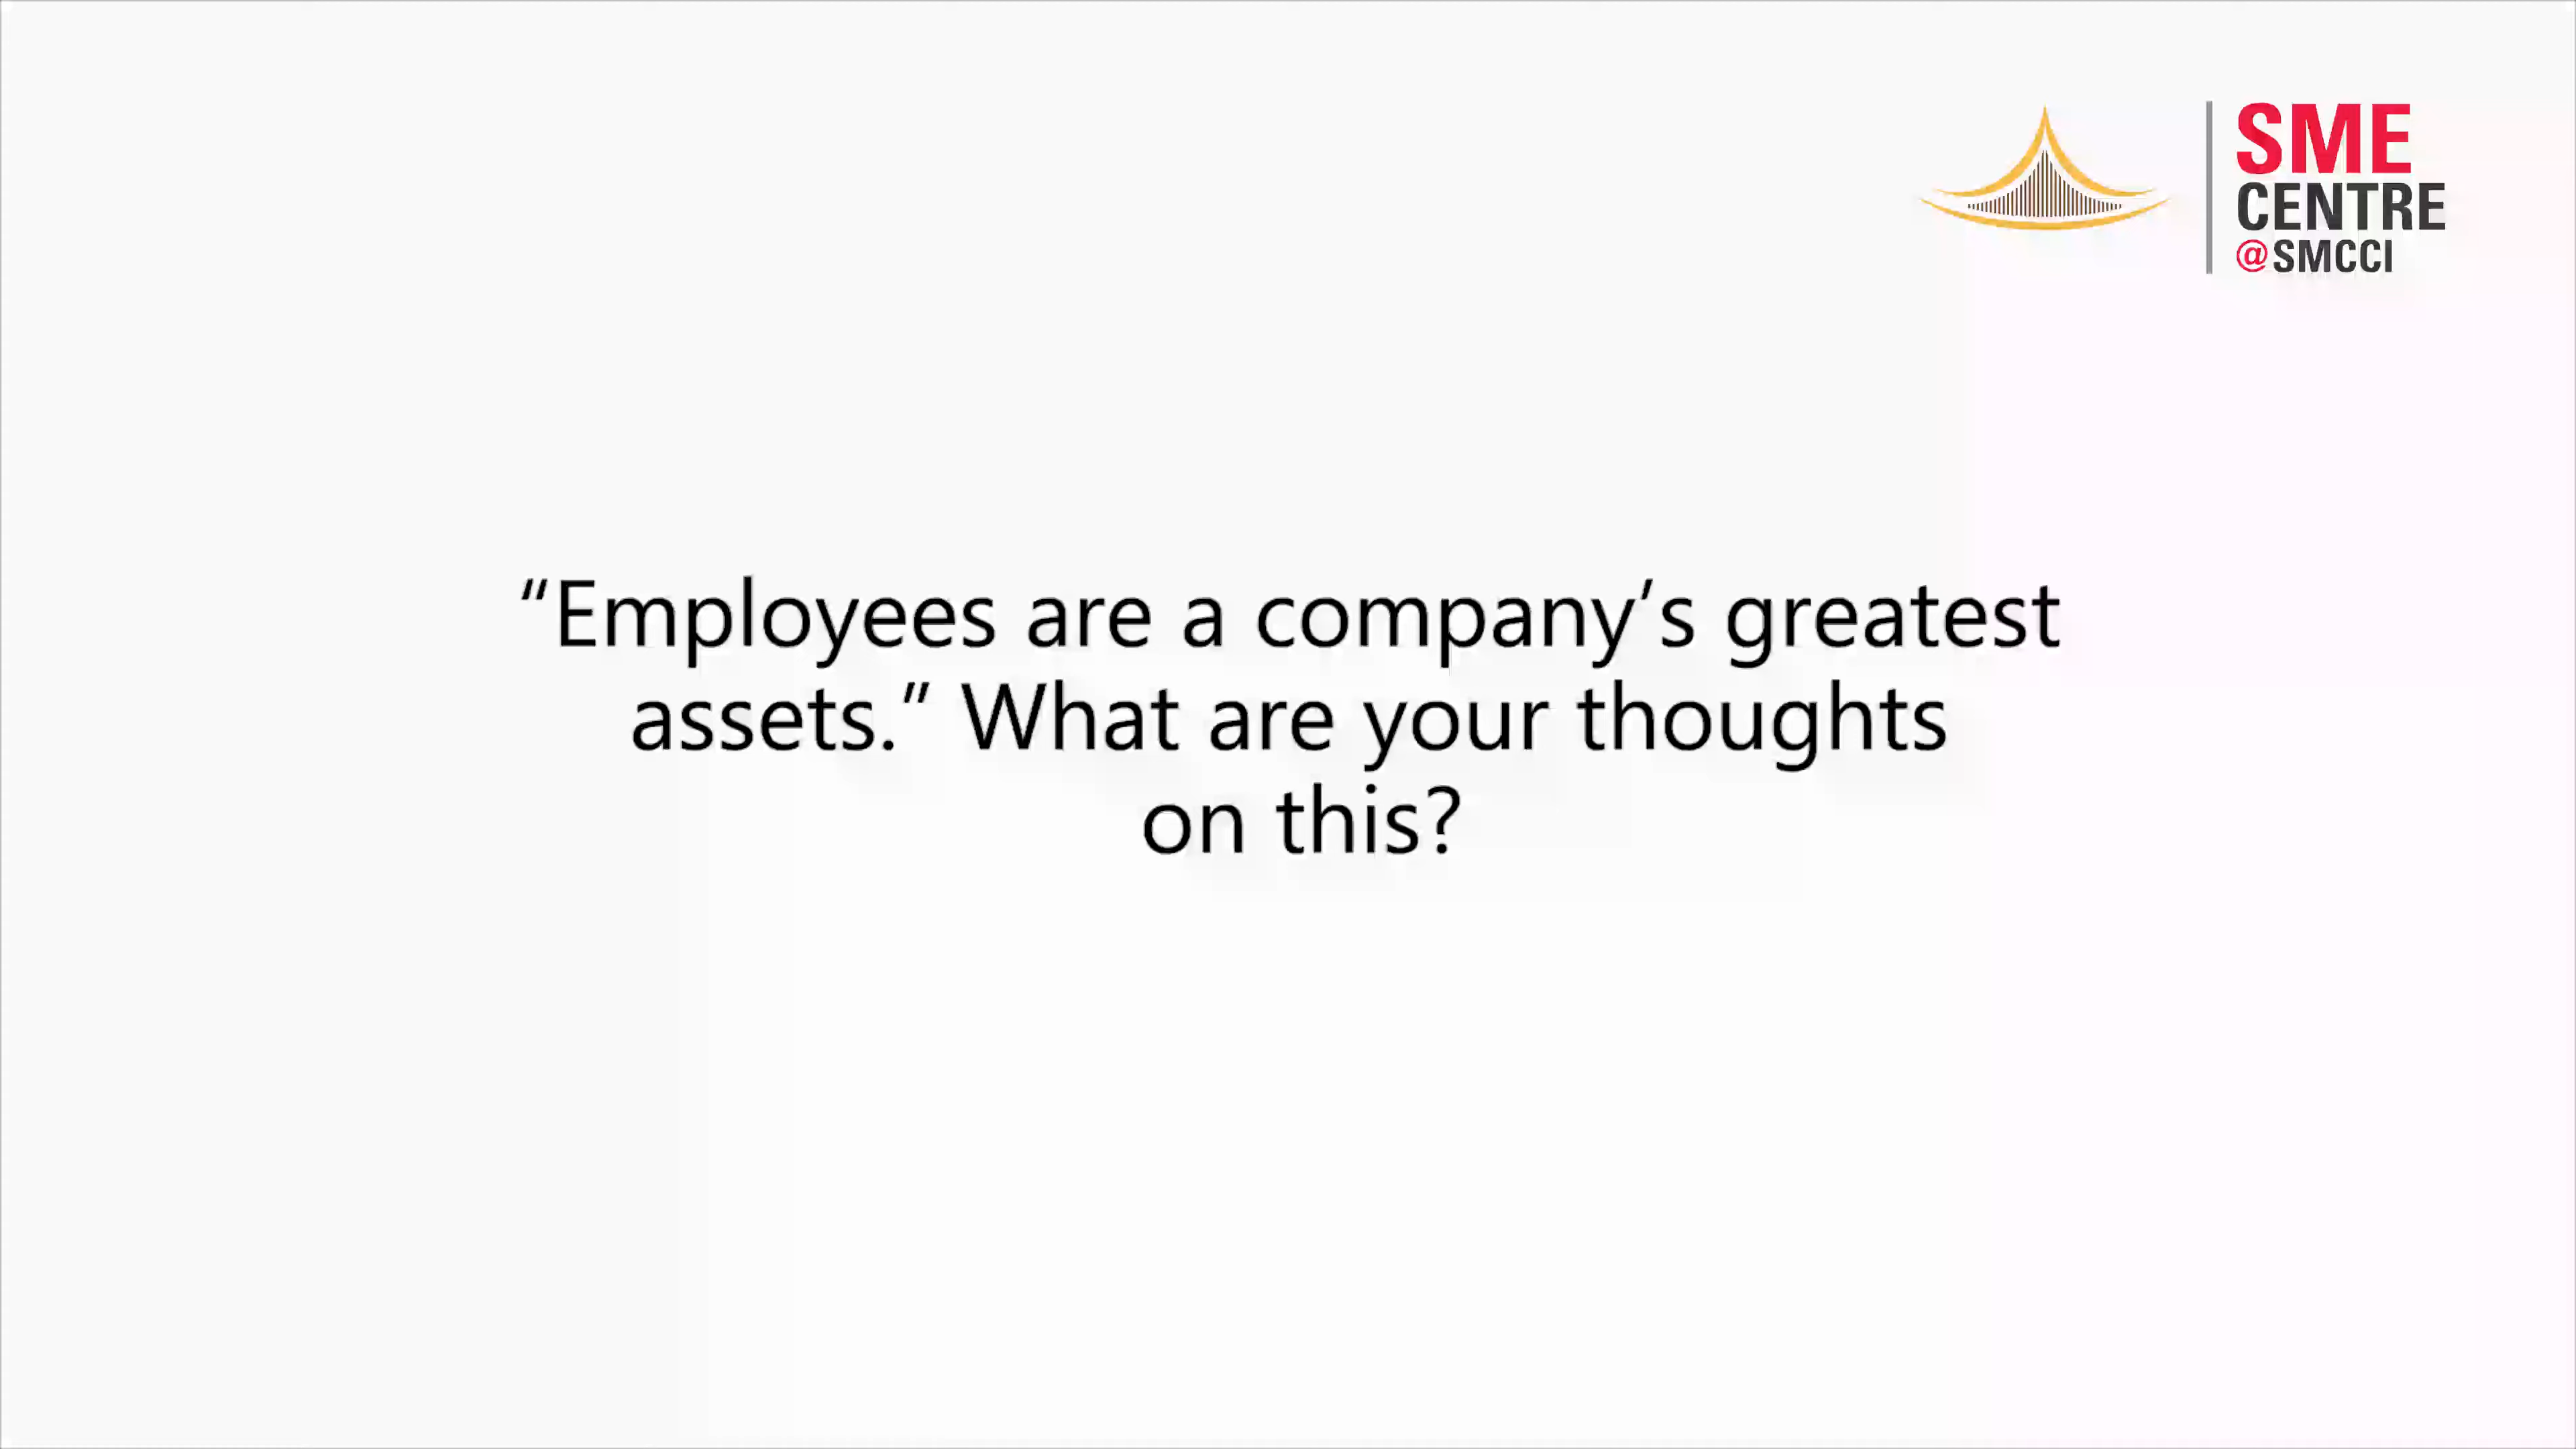 SME
CENTRE
@SMCCI
“Employees are a company’s greatest
assets.” What are your thoughts
on this?